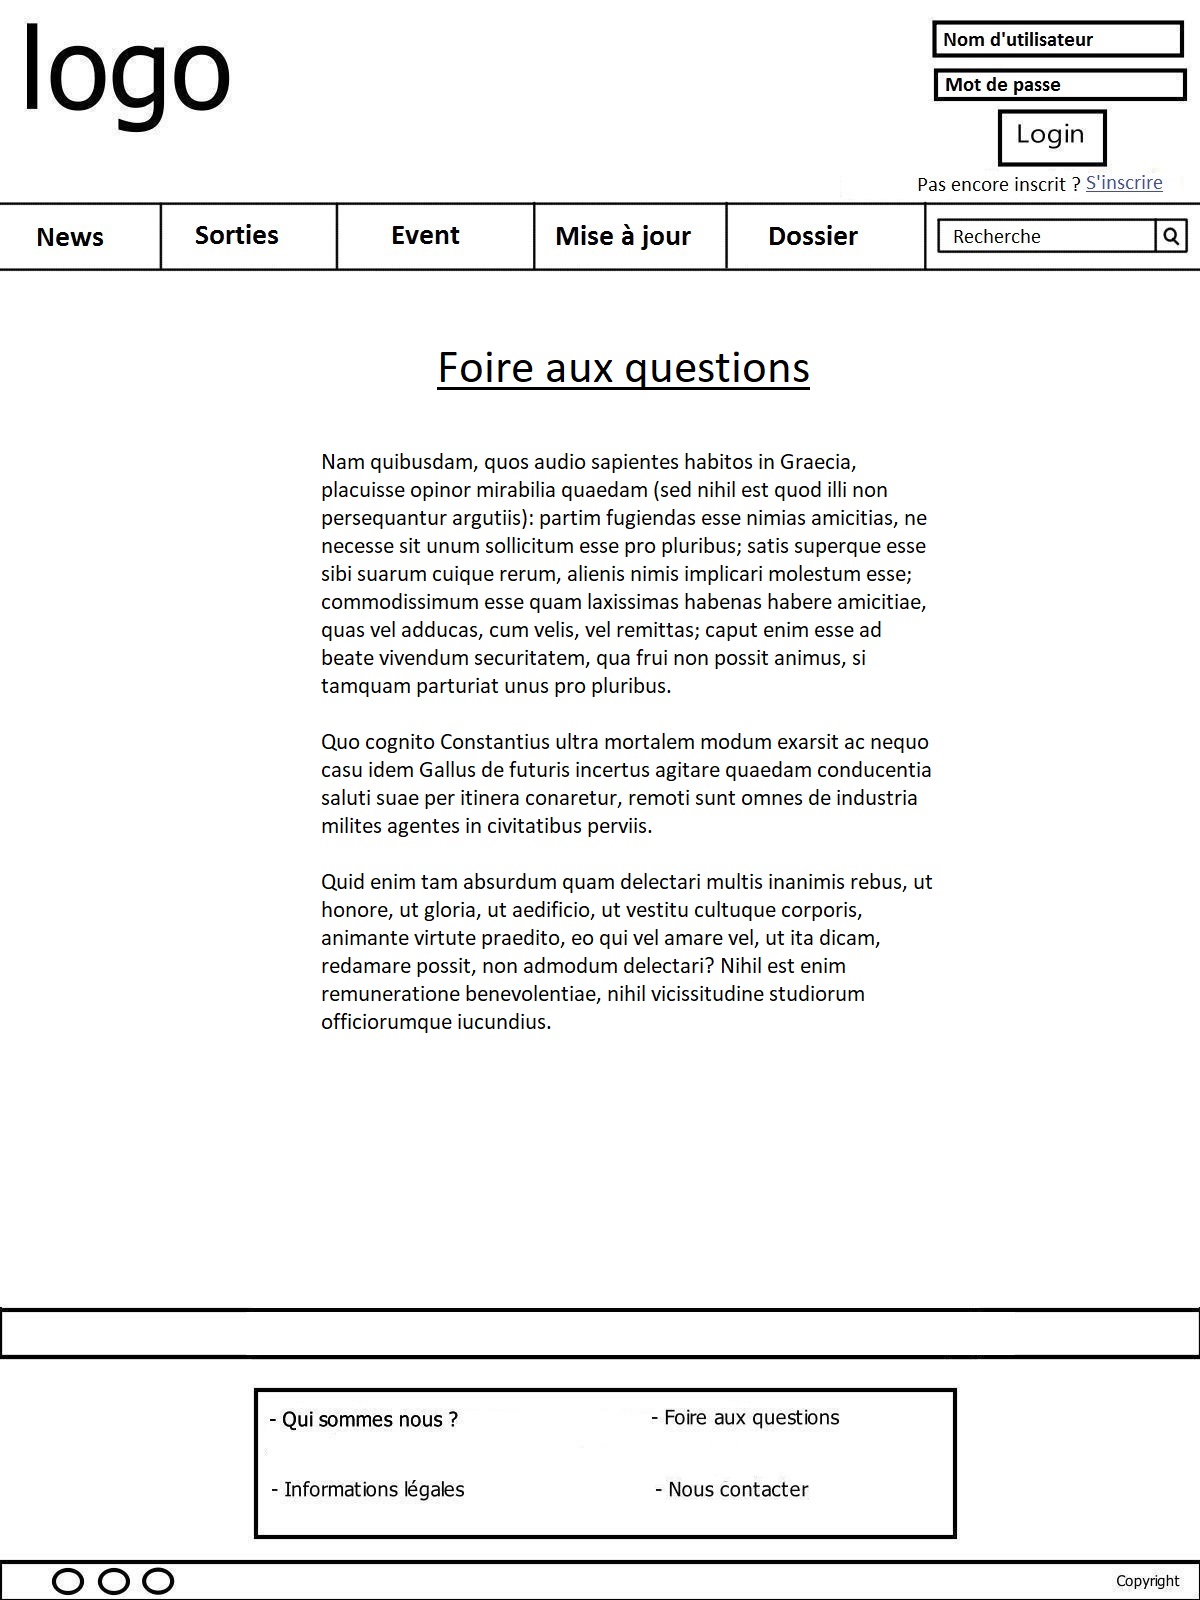 logo
Nom d'utilisateur
Mot de passe
Login
Pas encore inscrit ? S'inscrire
News Sorties Event Mise à jour Dossier Recherche
Foire aux questions
Nam quibusdam, quos audio sapientes habitos in Graecia,
placuisse opinor mirabilia quaedam (sed nihil est quod illi non
persequantur argutiis): partim fugiendas esse nimias amicitias, ne
necesse sit unum sollicitum esse pro pluribus; satis superque esse
sibi suarum cuique rerum, alienis nimis implicari molestum esse;
commodissimum esse quam laxissimas habenas habere amicitiae,
quas vel adducas, cum velis, vel remittas; caput enim esse ad
beate vivendum securitatem, qua frui non possit animus, si
tamquam parturiat unus pro pluribus.
Quo cognito Constantius ultra mortalem modum exarsit ac nequo
casu idem Gallus de futuris incertus agitare quaedam conducentia
saluti suae per itinera conaretur, remoti sunt omnes de industria
milites agentes in civitatibus perviis.
Quid enim tam absurdum quam delectari multis inanimis rebus, ut
honore, ut gloria, ut aedificio, ut vestitu cultuque corporis,
animante virtute praedito, eo qui vel amare vel, ut ita dicam,
redamare possit, non admodum delectari? Nihil est enim
remuneratione benevolentiae, nihil vicissitudine studiorum
officiorumque iucundius.
- Qui sommes nous ? - Foire aux questions
- Informations légales - Nous contacter
Copyright